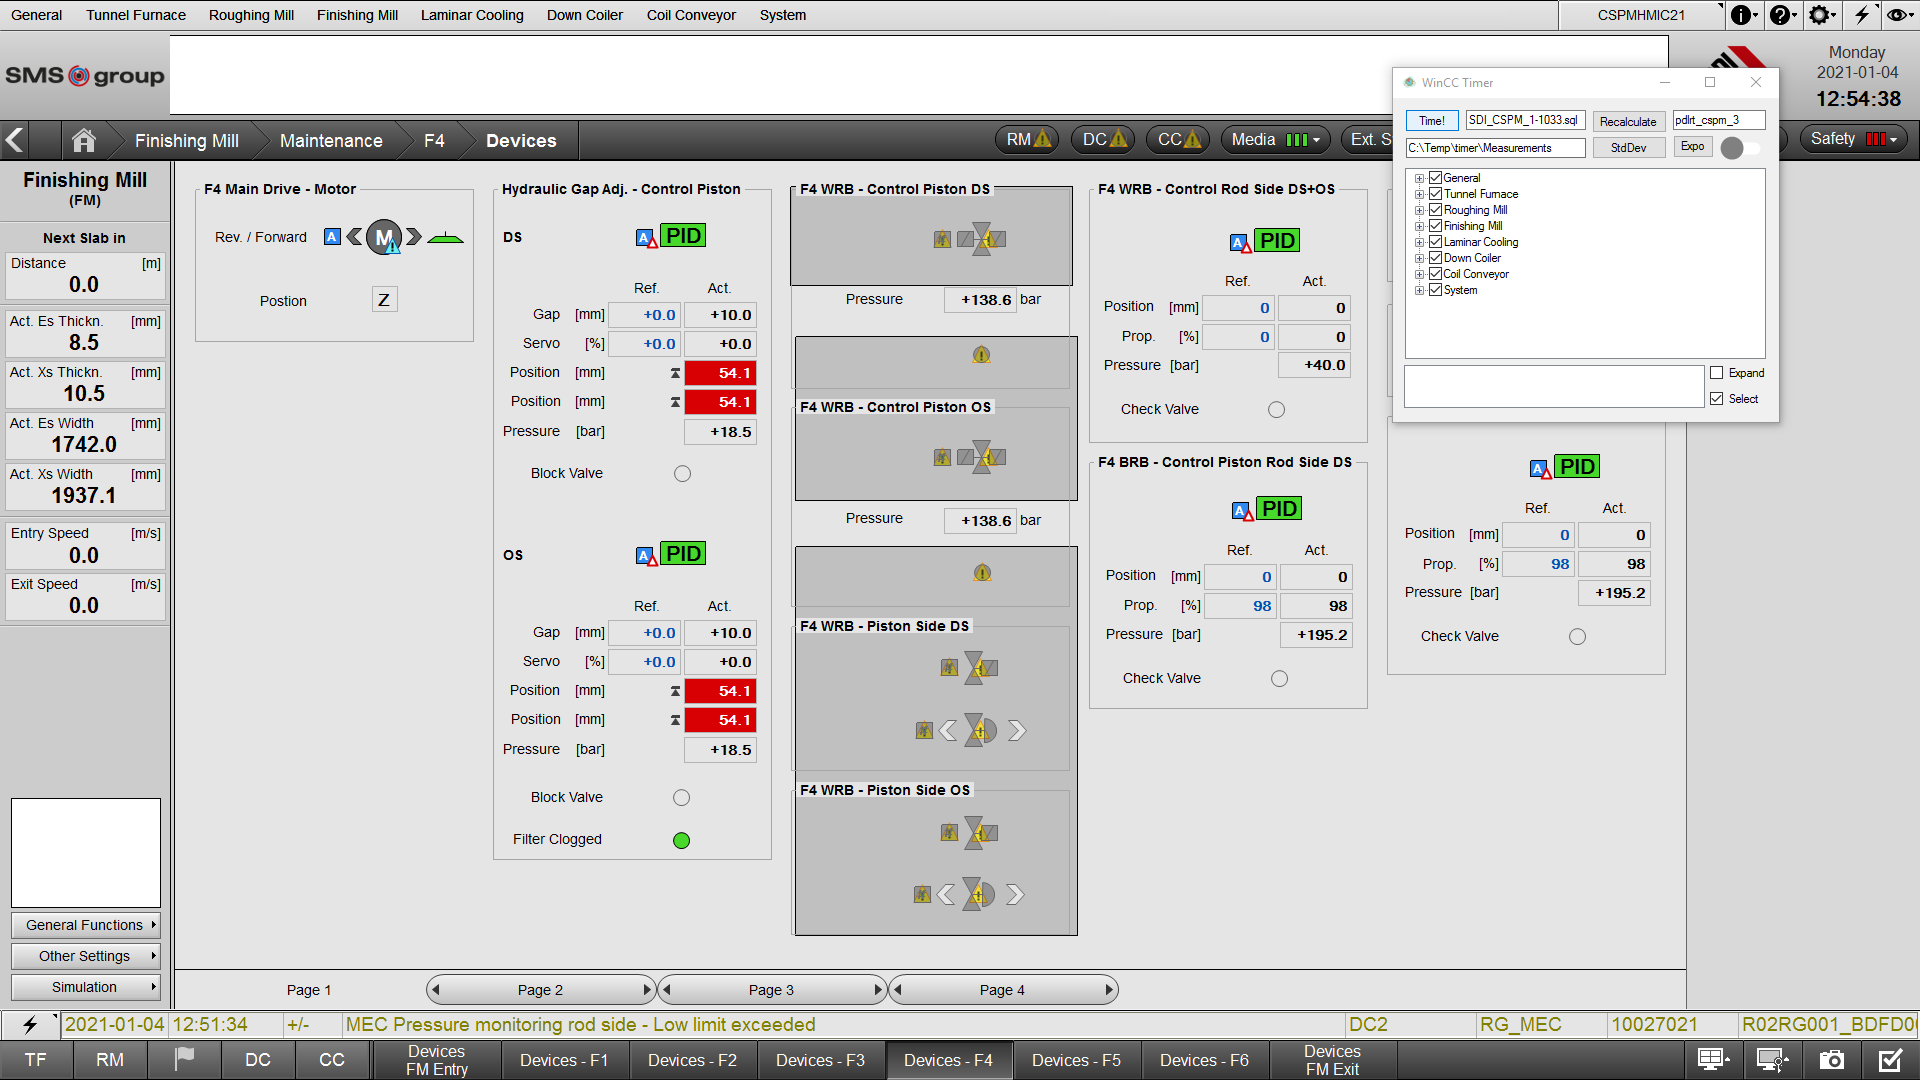 General Tunnel Furnace Roughing Mill Finishing Mill Laminar Cooling Down Coiler Coil Conveyor System CSPMHMIC21
SMS group
Monday
2021-01-04
12:54:38
Finishing Mill Maintenance F4 Devices RM DC CC Media Ext. S Safety
WinCC Timer
Time! SDI_CSPM_1-1033.sql Recalculate pdlrt_cspm_3
C:\Temp\timer\Measurements StdDev Expo
General
Tunnel Furnace
Roughing Mill
Finishing Mill
Laminar Cooling
Down Coiler
Coil Conveyor
System
Expand
Select
Finishing Mill
(FM)
Next Slab in
Distance [m]
0.0
Act. Es Thickn. [mm]
8.5
Act. Xs Thickn. [mm]
10.5
Act. Es Width [mm]
1742.0
Act. Xs Width [mm]
1937.1
Entry Speed [m/s]
0.0
Exit Speed [m/s]
0.0
General Functions
Other Settings
Simulation
F4 Main Drive - Motor
Rev. / Forward A M
Postion Z
Hydraulic Gap Adj. - Control Piston
DS A PID
Ref. Act.
Gap [mm] +0.0 +10.0
Servo [%] +0.0 +0.0
Position [mm] 54.1
Position [mm] 54.1
Pressure [bar] +18.5
Block Valve
OS A PID
Ref. Act.
Gap [mm] +0.0 +10.0
Servo [%] +0.0 +0.0
Position [mm] 54.1
Position [mm] 54.1
Pressure [bar] +18.5
Block Valve
Filter Clogged
F4 WRB - Control Piston DS
Pressure +138.6 bar
F4 WRB - Control Piston OS
Pressure +138.6 bar
F4 WRB - Piston Side DS
F4 WRB - Piston Side OS
F4 WRB - Control Rod Side DS+OS
A PID
Ref. Act.
Position [mm] 0 0
Prop. [%] 0 0
Pressure [bar] +40.0
Check Valve
F4 BRB - Control Piston Rod Side DS
A PID
Ref. Act.
Position [mm] 0 0
Prop. [%] 98 98
Pressure [bar] +195.2
Check Valve
A PID
Ref. Act.
Position [mm] 0 0
Prop. [%] 98 98
Pressure [bar] +195.2
Check Valve
Page 1 Page 2 Page 3 Page 4
2021-01-04 12:51:34 +/- MEC Pressure monitoring rod side - Low limit exceeded DC2 RG_MEC 10027021
TF RM DC CC Devices FM Entry Devices - F1 Devices - F2 Devices - F3 Devices - F4 Devices - F5 Devices - F6 Devices FM Exit